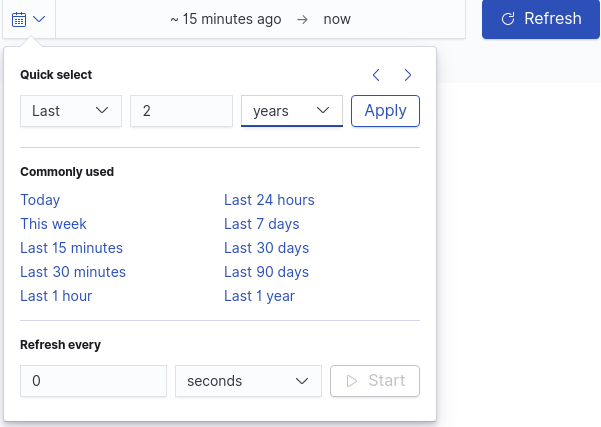 ~ 15 minutes ago → now Refresh
Quick select
Last 2 years Apply
Commonly used
Today Last 24 hours
This week Last 7 days
Last 15 minutes Last 30 days
Last 30 minutes Last 90 days
Last 1 hour Last 1 year
Refresh every
0 seconds Start